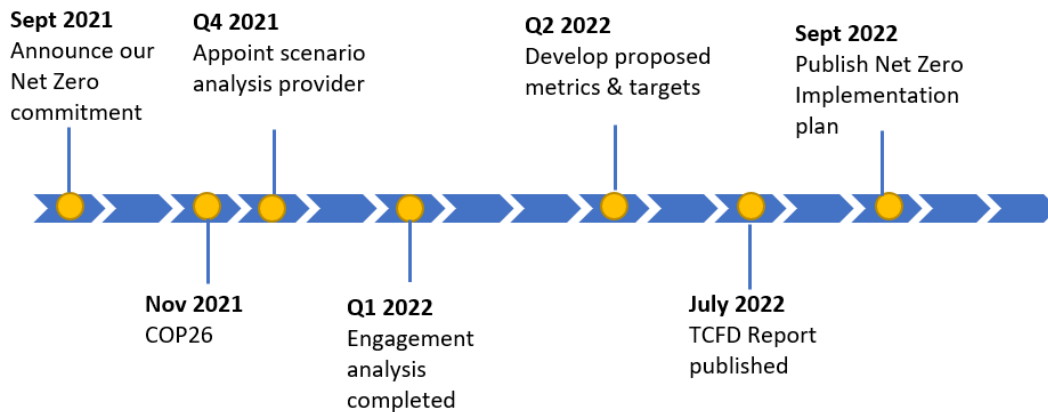 Sept 2021
Announce our
Net Zero
commitment
Q4 2021
Appoint scenario
analysis provider
Q2 2022
Develop proposed
metrics & targets
Sept 2022
Publish Net Zero
Implementation
plan
Nov 2021
COP26
Q1 2022
Engagement
analysis
completed
July 2022
TCFD Report
published